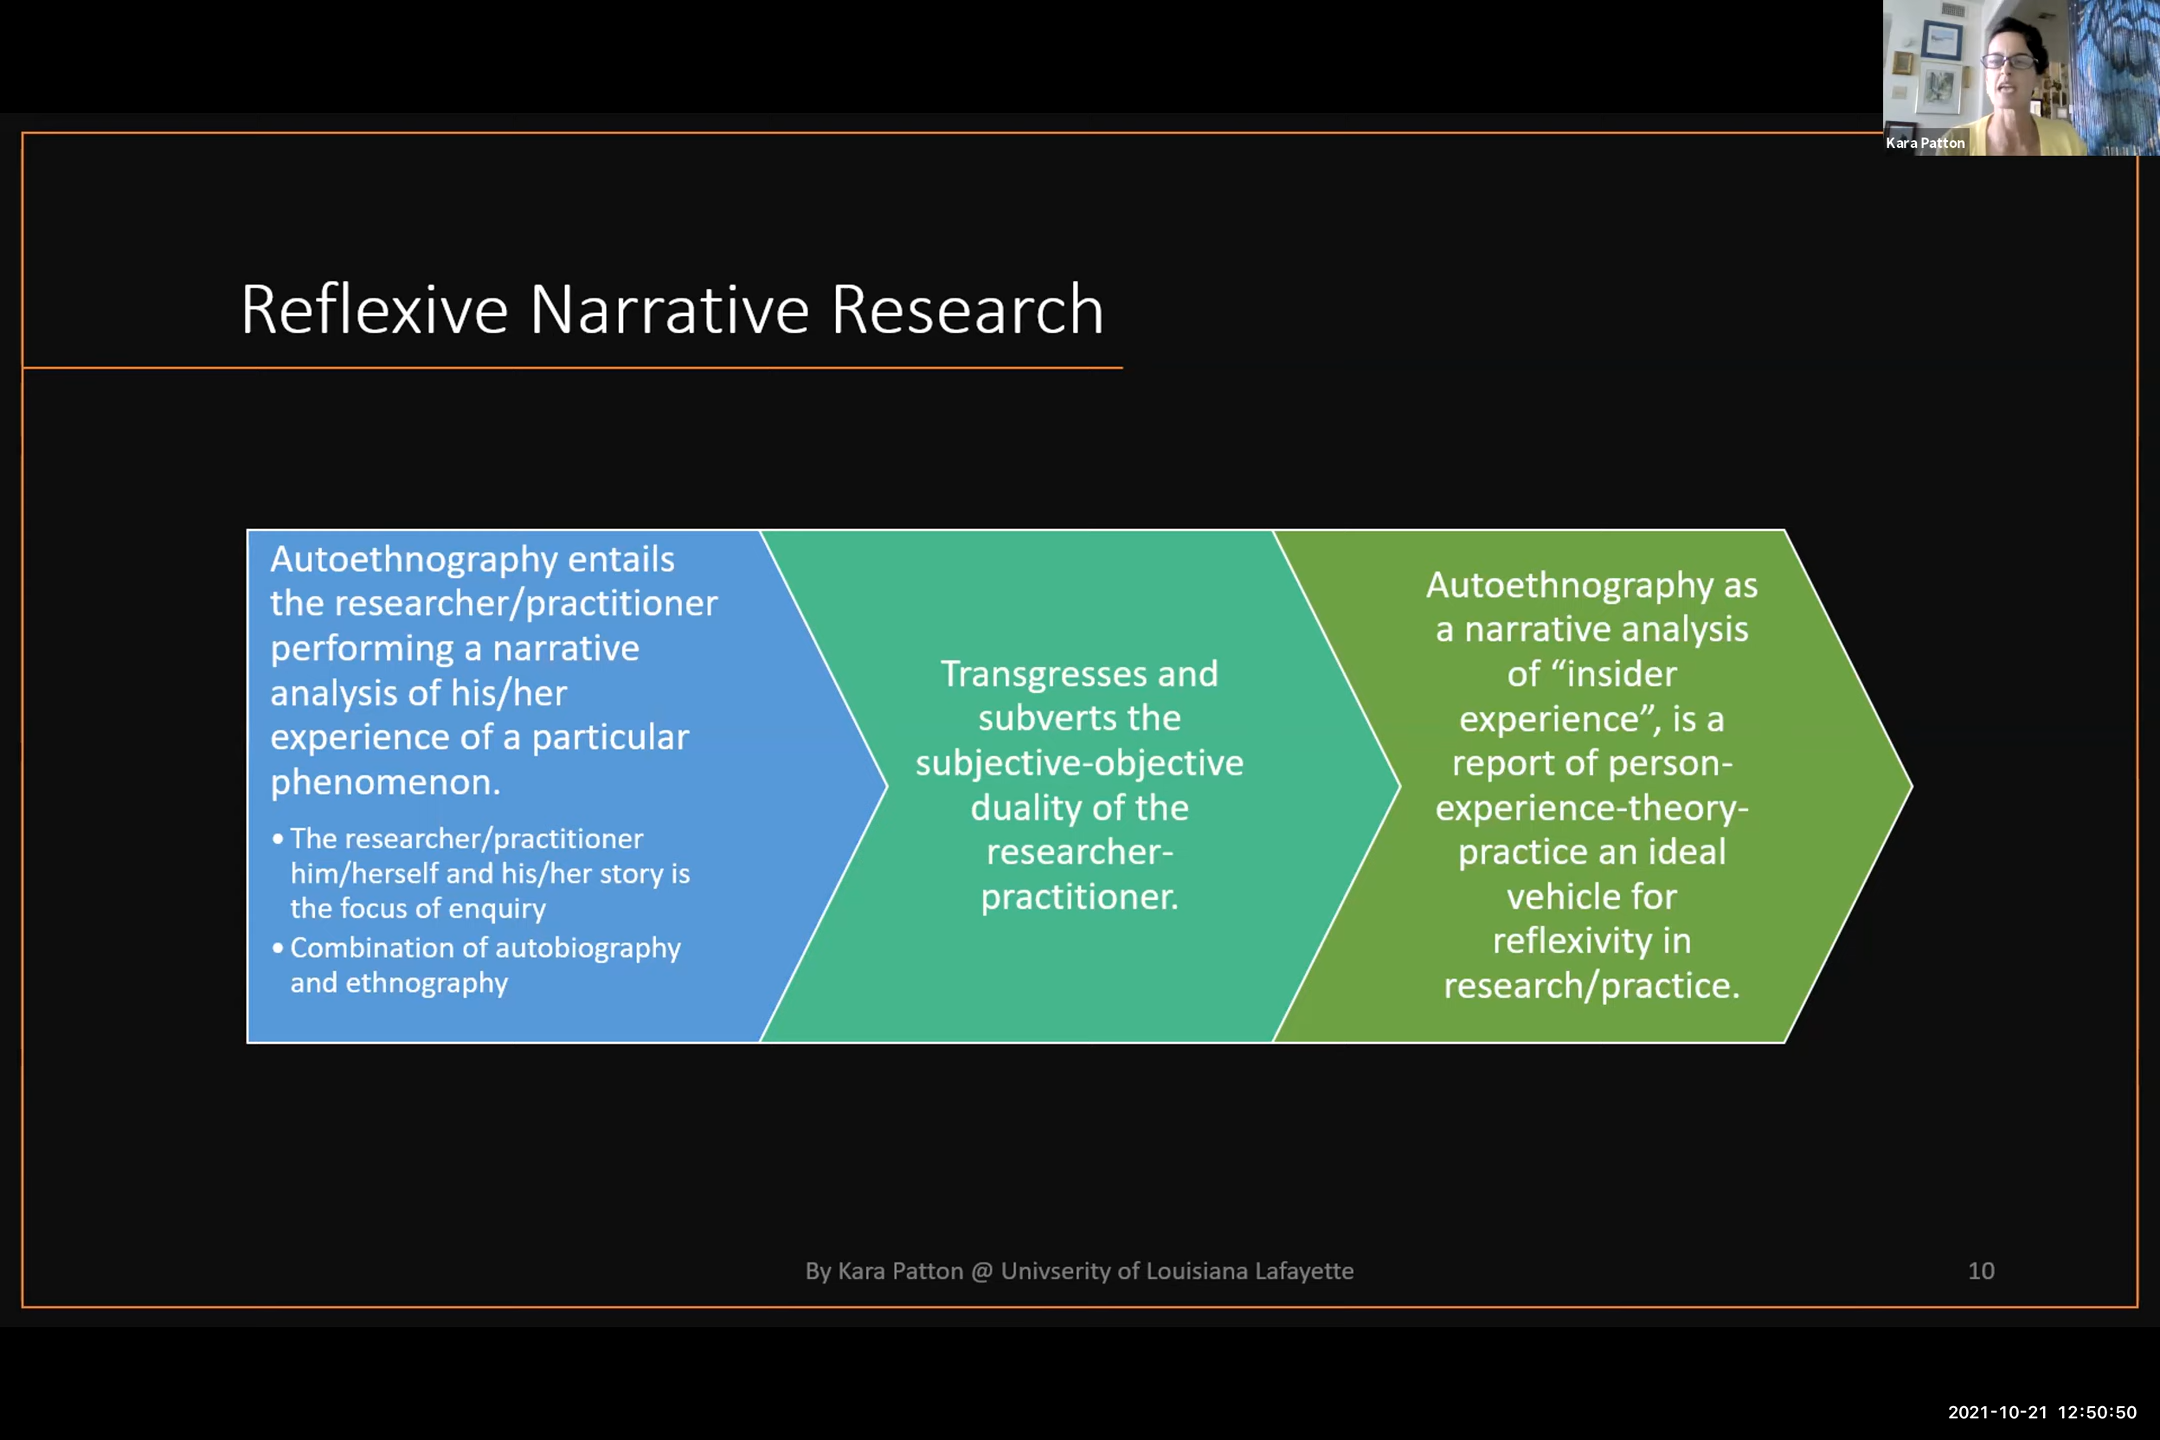 Kara Patton
Reflexive Narrative Research
Autoethnography entails
the researcher/practitioner
performing a narrative
analysis of his/her
experience of a particular
phenomenon.
• The researcher/practitioner
him/herself and his/her story is
the focus of enquiry
• Combination of autobiography
and ethnography
Transgresses and
subverts the
subjective-objective
duality of the
researcher-
practitioner.
Autoethnography as
a narrative analysis
of “insider
experience”, is a
report of person-
experience-theory-
practice an ideal
vehicle for
reflexivity in
research/practice.
By Kara Patton @ Univserity of Louisiana Lafayette
10
2021-10-21 12:50:50